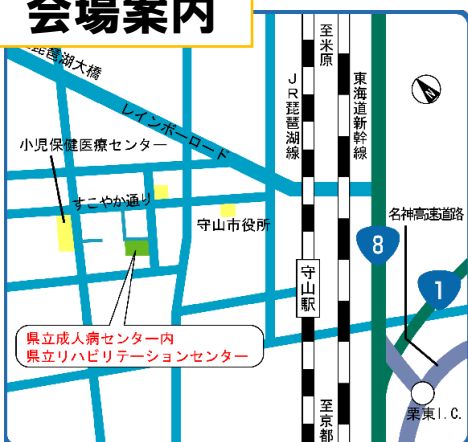 会場案内
琵琶湖大橋
レインボーロード
至米原
JR琵琶湖線
東海道新幹線
小児保健医療センター
すこやか通り
守山市役所
名神高速道路
8
1
守山駅
県立成人病センター内
県立リハビリテーションセンター
至京都
栗東I.C.